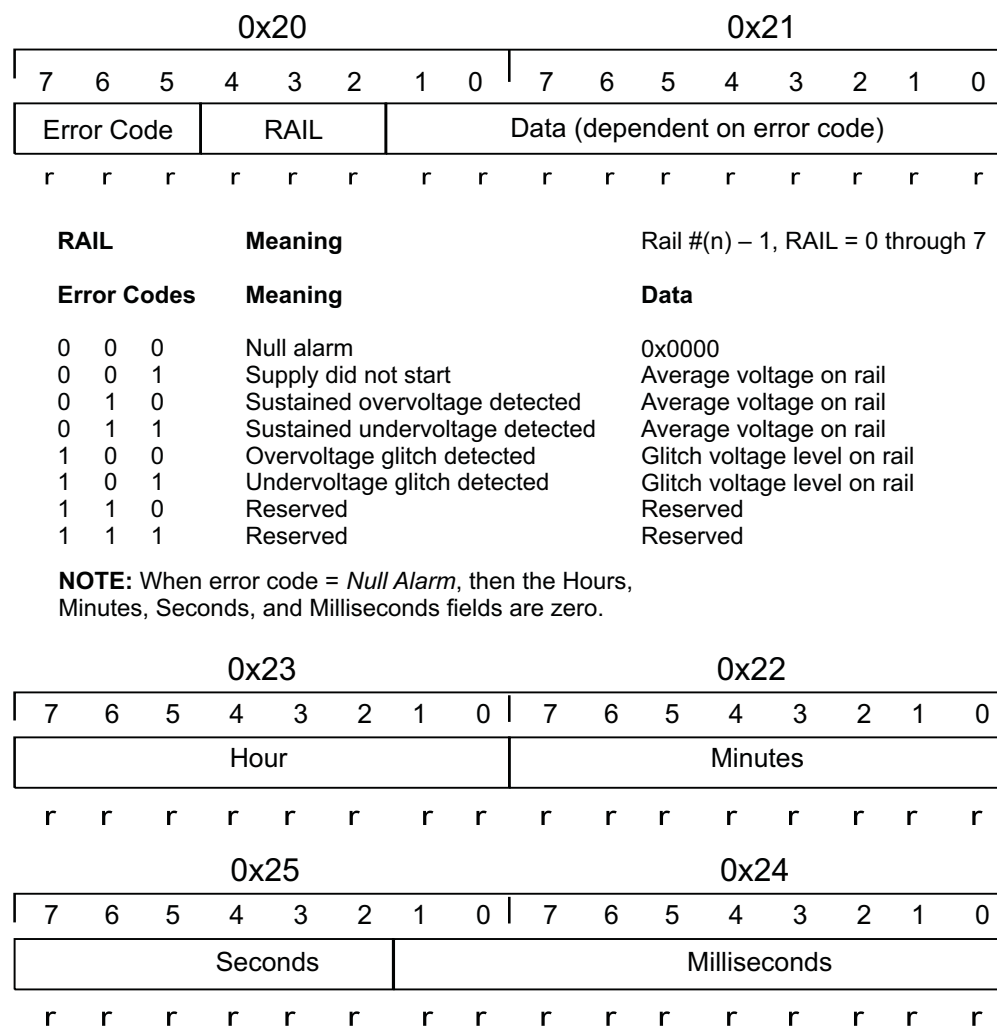 0x20 0x21
7 6 5 4 3 2 1 0 7 6 5 4 3 2 1 0
Error Code RAIL Data (dependent on error code)
r r r r r r r r r r r r r r r r
RAIL Meaning Rail #(n) – 1, RAIL = 0 through 7
Error Codes Meaning Data
0 0 0 Null alarm 0x0000
0 0 1 Supply did not start Average voltage on rail
0 1 0 Sustained overvoltage detected Average voltage on rail
0 1 1 Sustained undervoltage detected Average voltage on rail
1 0 0 Overvoltage glitch detected Glitch voltage level on rail
1 0 1 Undervoltage glitch detected Glitch voltage level on rail
1 1 0 Reserved Reserved
1 1 1 Reserved Reserved
NOTE: When error code = Null Alarm, then the Hours,
Minutes, Seconds, and Milliseconds fields are zero.
0x23 0x22
7 6 5 4 3 2 1 0 7 6 5 4 3 2 1 0
Hour Minutes
r r r r r r r r r r r r r r r r
0x25 0x24
7 6 5 4 3 2 1 0 7 6 5 4 3 2 1 0
Seconds Milliseconds
r r r r r r r r r r r r r r r r